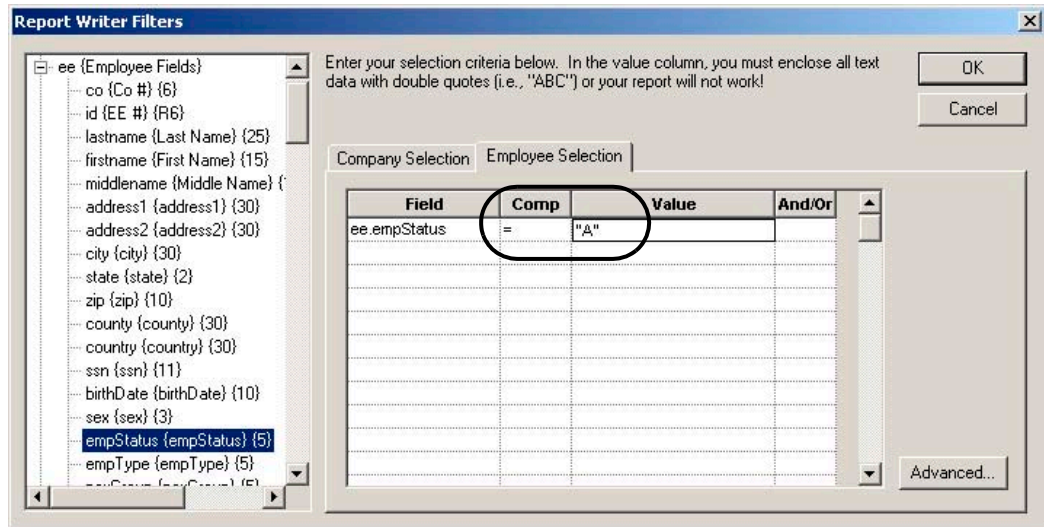 Report Writer Filters
ee {Employee Fields}
co {Co #} {6}
id {EE #} {R6}
lastname {Last Name} {25}
firstname {First Name} {15}
middlename {Middle Name} {
address1 {address1} {30}
address2 {address2} {30}
city {city} {30}
state {state} {2}
zip {zip} {10}
county {county} {30}
country {country} {30}
ssn {ssn} {11}
birthDate {birthDate} {10}
sex {sex} {3}
empStatus {empStatus} {5}
empType {empType} {5}
Enter your selection criteria below. In the value column, you must enclose all text
data with double quotes (i.e., "ABC") or your report will not work!
OK
Cancel
Company Selection Employee Selection
Field Comp Value And/Or
ee.empStatus = "A"
Advanced...